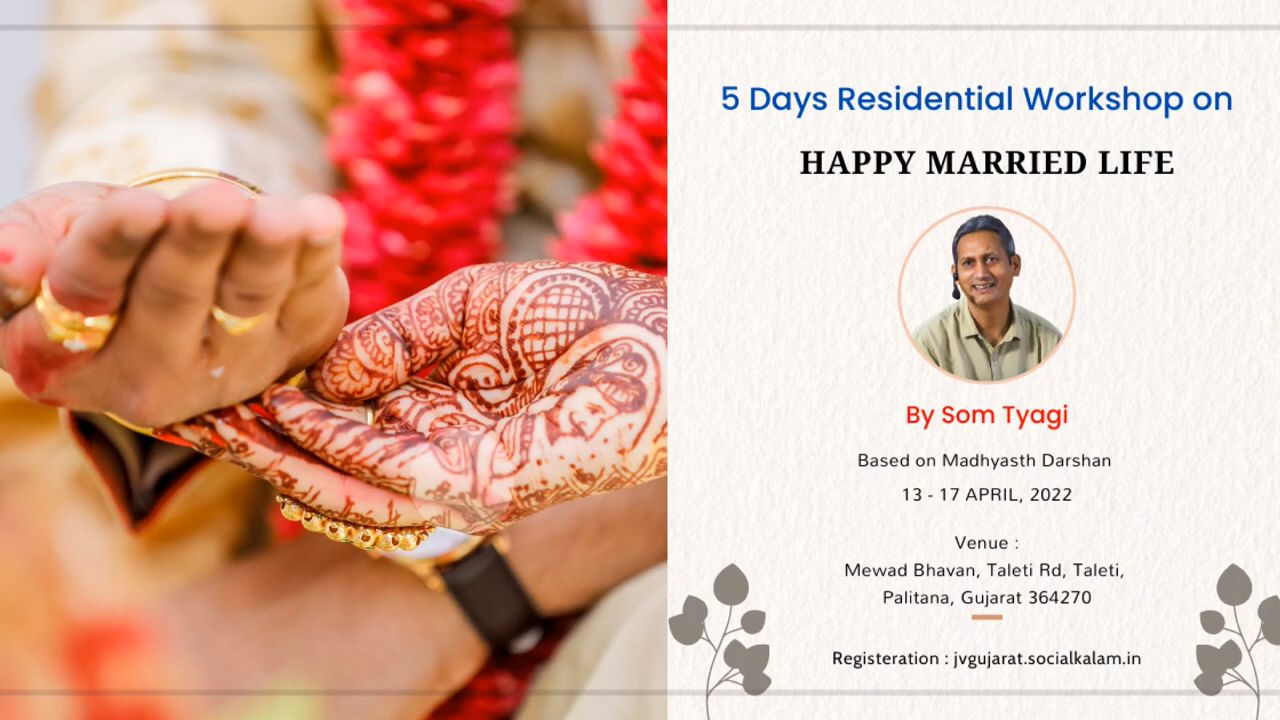 5 Days Residential Workshop on
HAPPY MARRIED LIFE
By Som Tyagi
Based on Madhyasth Darshan
13 - 17 APRIL, 2022
Venue :
Mewad Bhavan, Taleti Rd, Taleti,
Palitana, Gujarat 364270
Registeration : jvgujarat.socialkalam.in